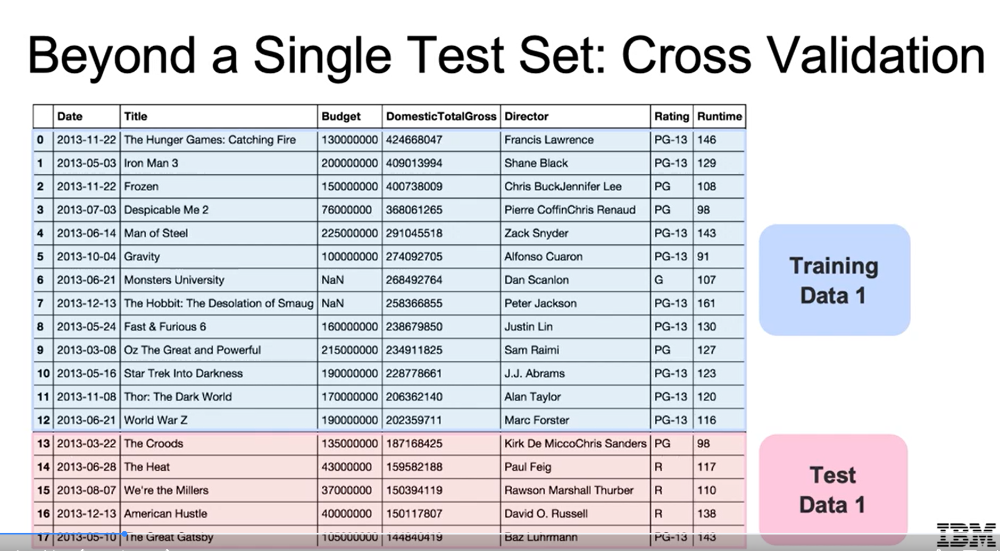 Beyond a Single Test Set: Cross Validation
Date Title Budget DomesticTotalGross Director Rating Runtime
0 2013-11-22 The Hunger Games: Catching Fire 130000000 424668047 Francis Lawrence PG-13 146
1 2013-05-03 Iron Man 3 200000000 409013994 Shane Black PG-13 129
2 2013-11-22 Frozen 150000000 400738009 Chris BuckJennifer Lee PG 108
3 2013-07-03 Despicable Me 2 76000000 368061265 Pierre CoffinChris Renaud PG 98
4 2013-06-14 Man of Steel 225000000 291045518 Zack Snyder PG-13 143
5 2013-10-04 Gravity 100000000 274092705 Alfonso Cuaron PG-13 91
6 2013-06-21 Monsters University NaN 268492764 Dan Scanlon G 107
7 2013-12-13 The Hobbit: The Desolation of Smaug NaN 258366855 Peter Jackson PG-13 161
8 2013-05-24 Fast & Furious 6 160000000 238679850 Justin Lin PG-13 130
9 2013-03-08 Oz The Great and Powerful 215000000 234911825 Sam Raimi PG 127
10 2013-05-16 Star Trek Into Darkness 190000000 228778661 J.J. Abrams PG-13 123
11 2013-11-08 Thor: The Dark World 170000000 206362140 Alan Taylor PG-13 120
12 2013-06-21 World War Z 190000000 202359711 Marc Forster PG-13 116
13 2013-03-22 The Croods 135000000 187168425 Kirk De MiccoChris Sanders PG 98
14 2013-06-28 The Heat 43000000 159582188 Paul Feig R 117
15 2013-08-07 We're the Millers 37000000 150394119 Rawson Marshall Thurber R 110
16 2013-12-13 American Hustle 40000000 150117807 David O. Russell R 138
17 2013-05-10 The Great Gatsby 105000000 144840419 Baz Luhrmann PG-13 143
Training
Data 1
Test
Data 1
IBM